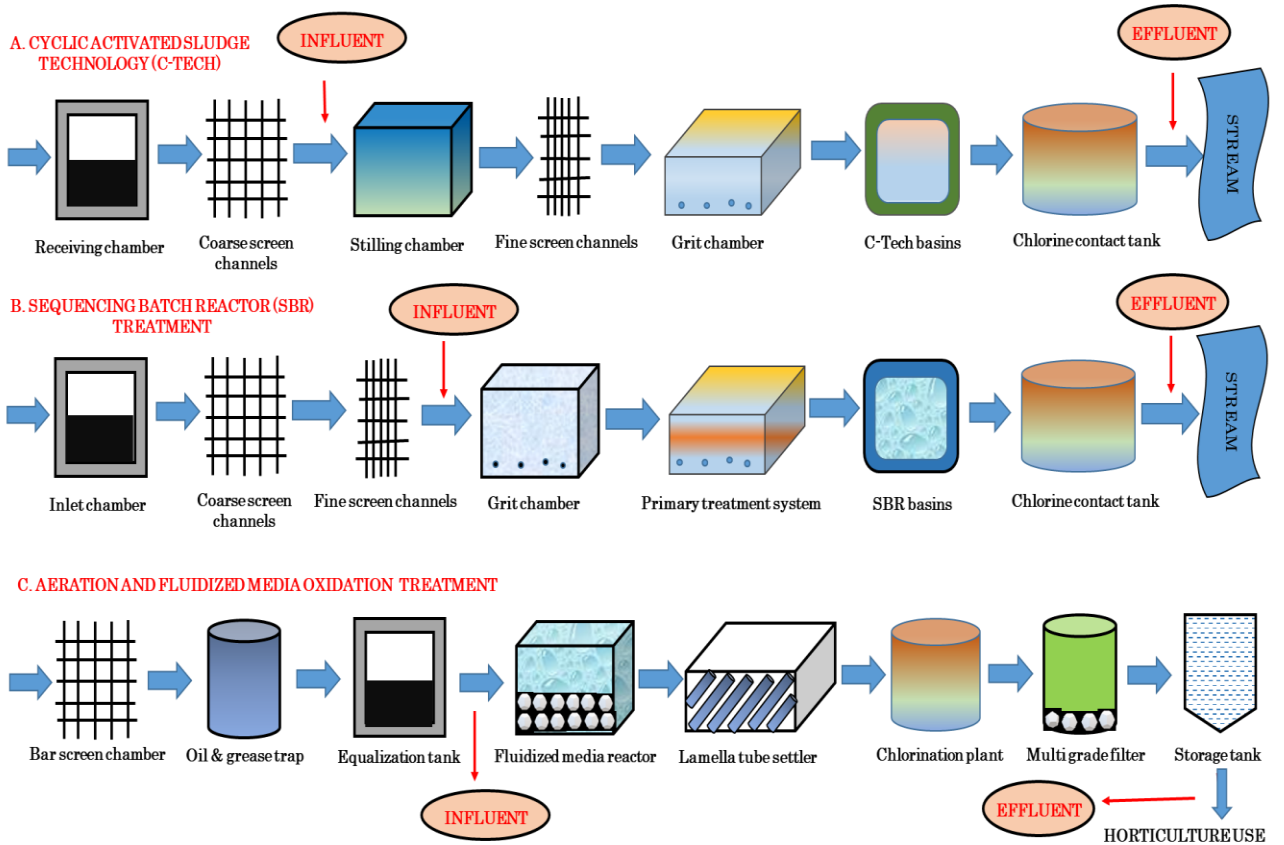 A. CYCLIC ACTIVATED SLUDGE
TECHNOLOGY (C-TECH)
INFLUENT
EFFLUENT
STREAM
Receiving chamber
Coarse screen
channels
Stilling chamber
Fine screen channels
Grit chamber
C-Tech basins
Chlorine contact tank
B. SEQUENCING BATCH REACTOR (SBR)
TREATMENT
INFLUENT
EFFLUENT
STREAM
Inlet chamber
Coarse screen
channels
Fine screen channels
Grit chamber
Primary treatment system
SBR basins
Chlorine contact tank
C. AERATION AND FLUIDIZED MEDIA OXIDATION TREATMENT
Bar screen chamber
Oil & grease trap
Equalization tank
Fluidized media reactor
Lamella tube settler
Chlorination plant
Multi grade filter
Storage tank
INFLUENT
EFFLUENT
HORTICULTURE USE